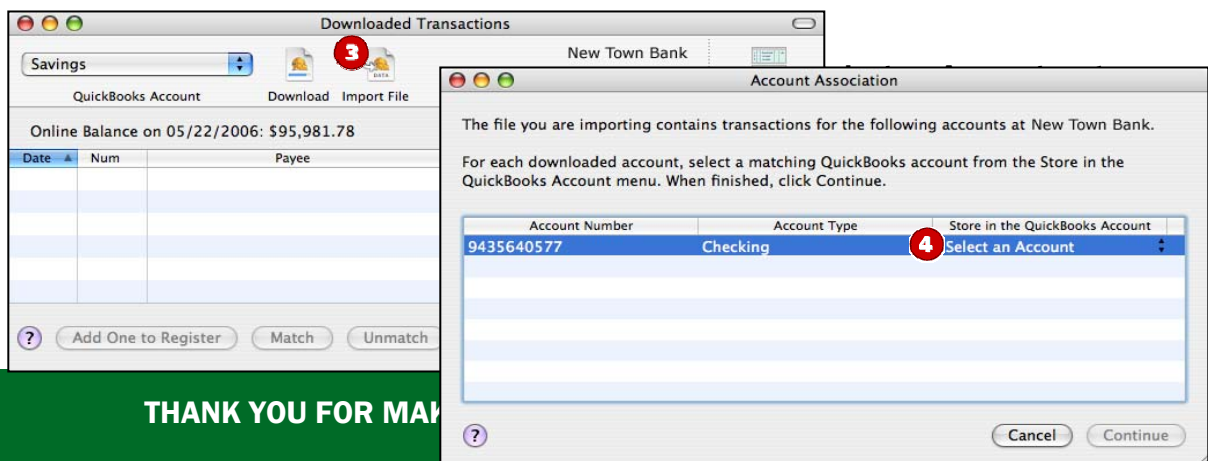 Downloaded Transactions
Savings
3
New Town Bank
QuickBooks Account
Download
Import File
DATA
Online Balance on 05/22/2006: $95,981.78
Date
Num
Payee
?
Add One to Register
Match
Unmatch
THANK YOU FOR MAK
Account Association
The file you are importing contains transactions for the following accounts at New Town Bank.
For each downloaded account, select a matching QuickBooks account from the Store in the
QuickBooks Account menu. When finished, click Continue.
Account Number
Account Type
Store in the QuickBooks Account
9435640577
Checking
4
Select an Account
?
Cancel
Continue